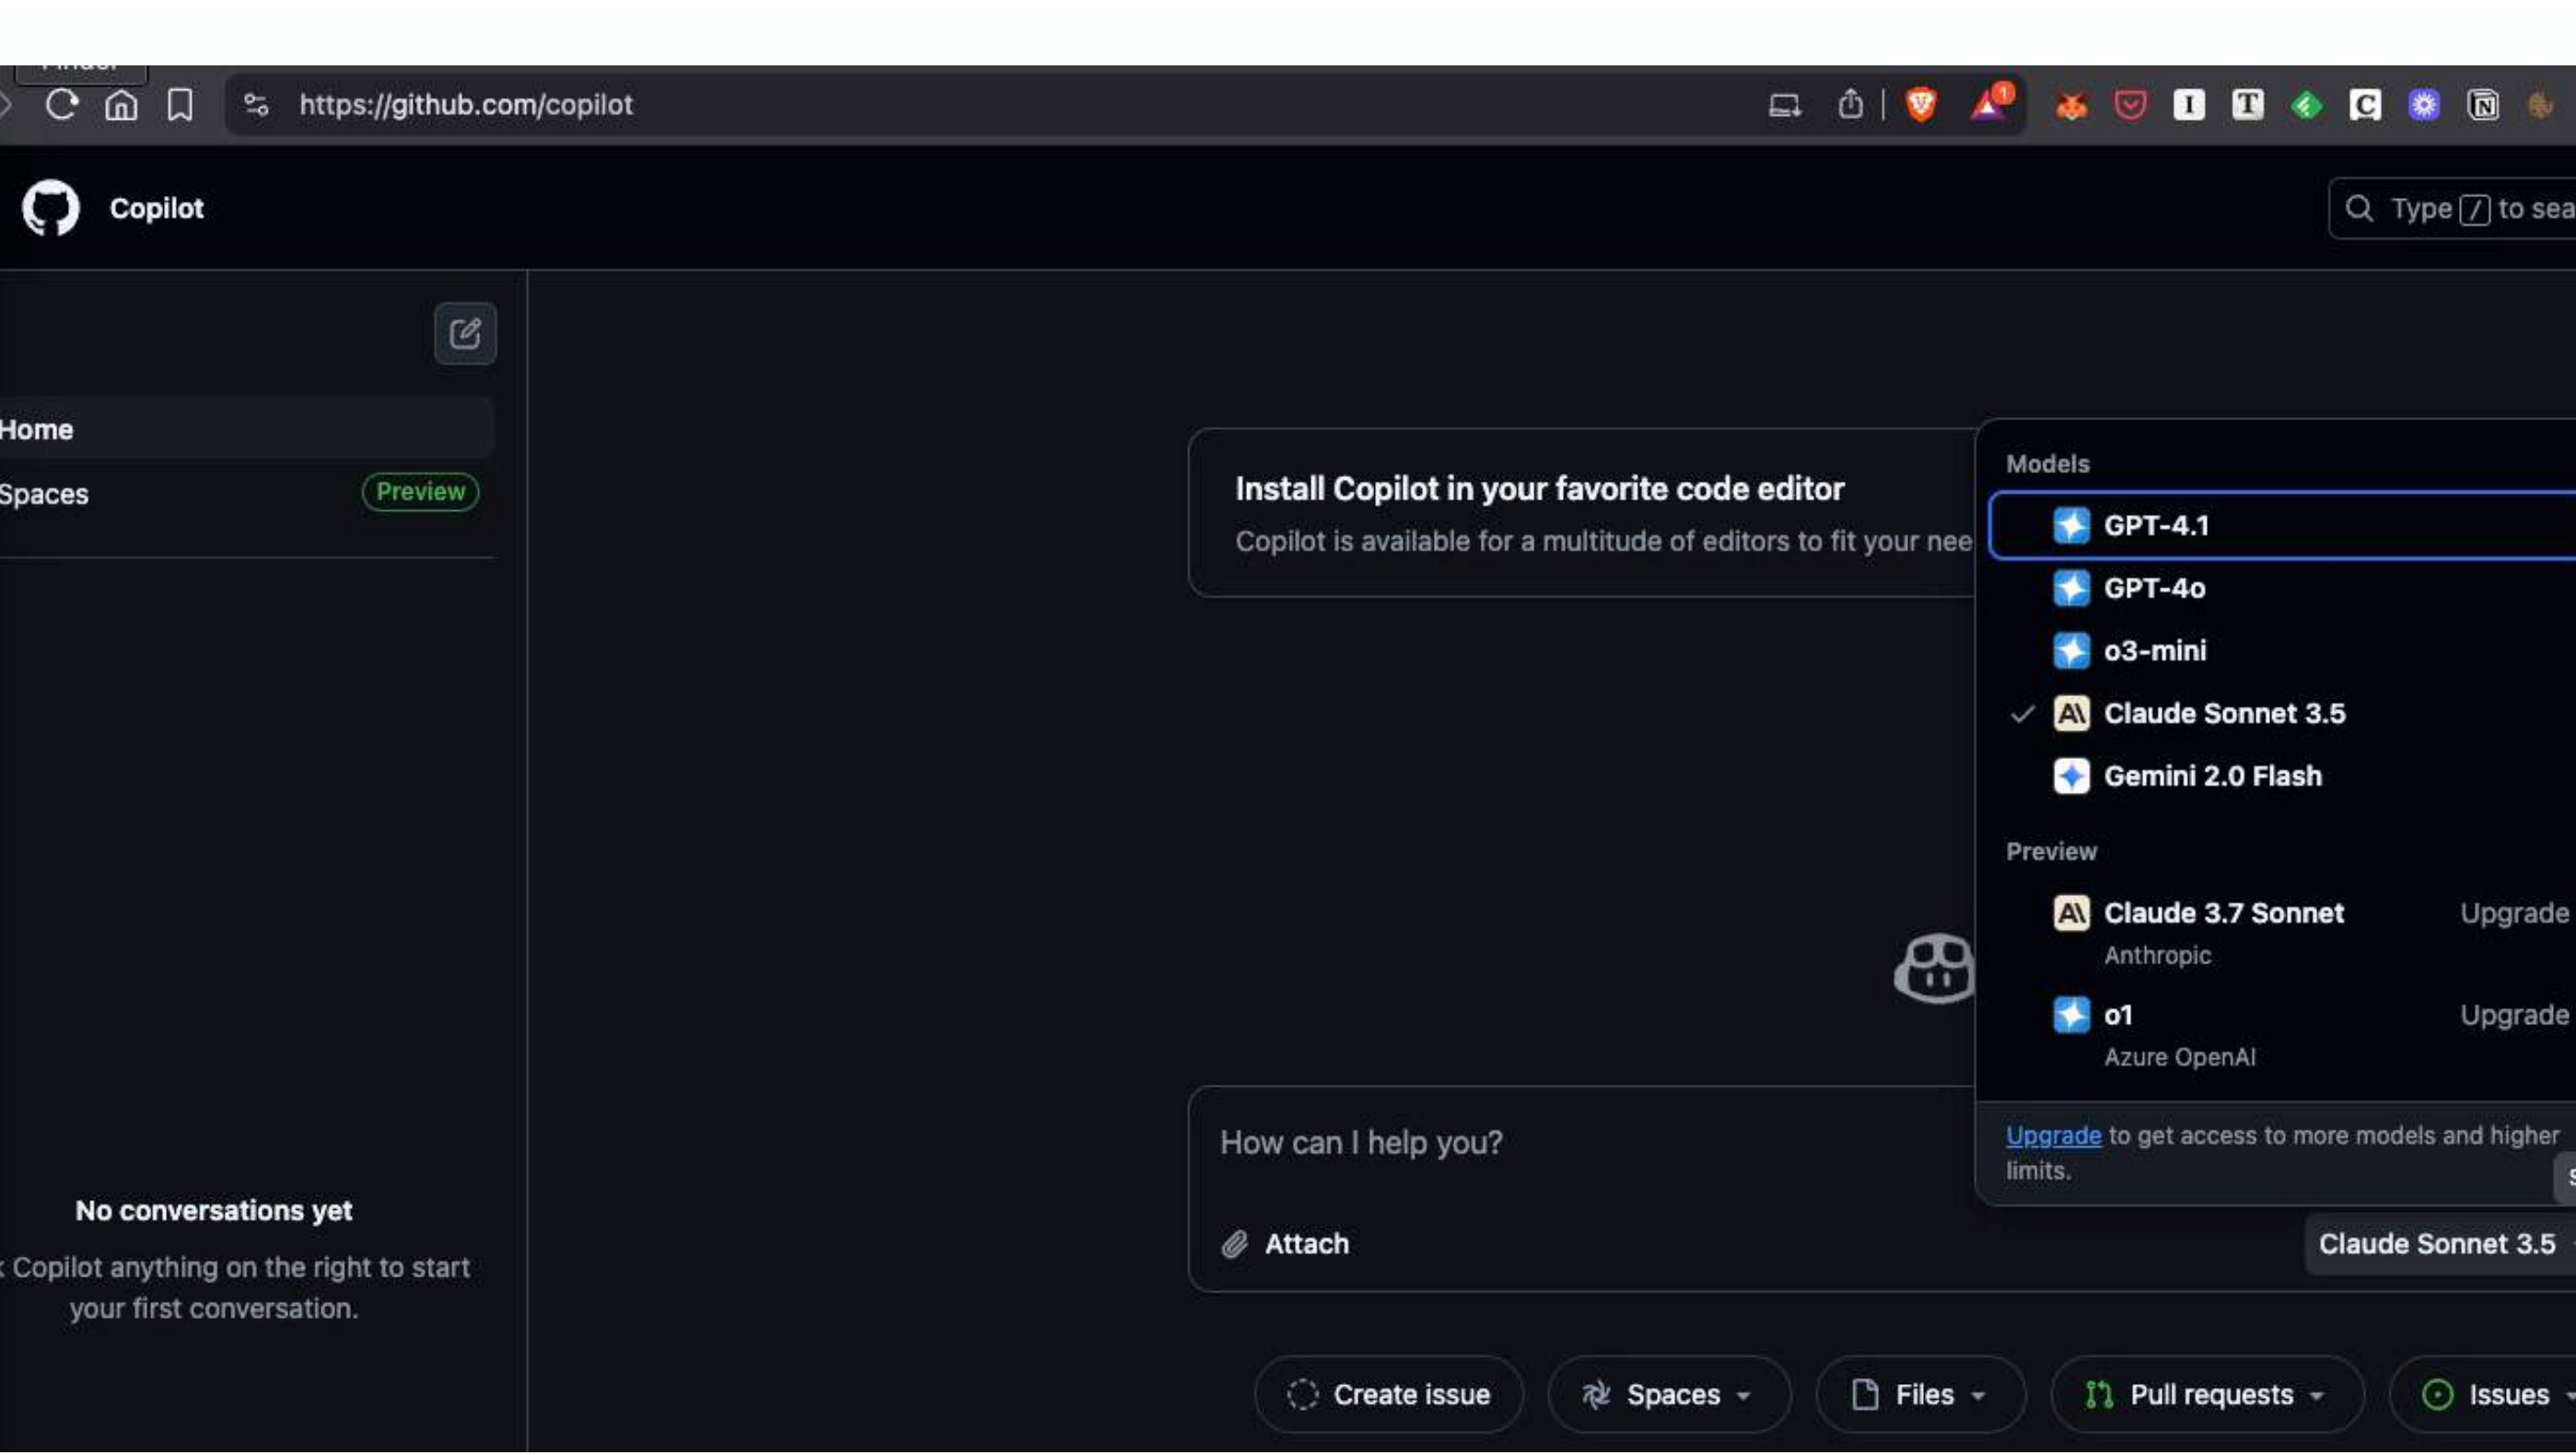 https://github.com/copilot
1
I
T
C
N
Copilot
Type / to sea
Home
Spaces
Preview
No conversations yet
Copilot anything on the right to start
your first conversation.
Install Copilot in your favorite code editor
Copilot is available for a multitude of editors to fit your nee
How can I help you?
Attach
Claude Sonnet 3.5
Models
GPT-4.1
GPT-4o
o3-mini
A\ Claude Sonnet 3.5
Gemini 2.0 Flash
Preview
A\ Claude 3.7 Sonnet Upgrade
Anthropic
o1 Upgrade
Azure OpenAI
Upgrade to get access to more models and higher
limits.
Create issue
Spaces
Files
Pull requests
Issues